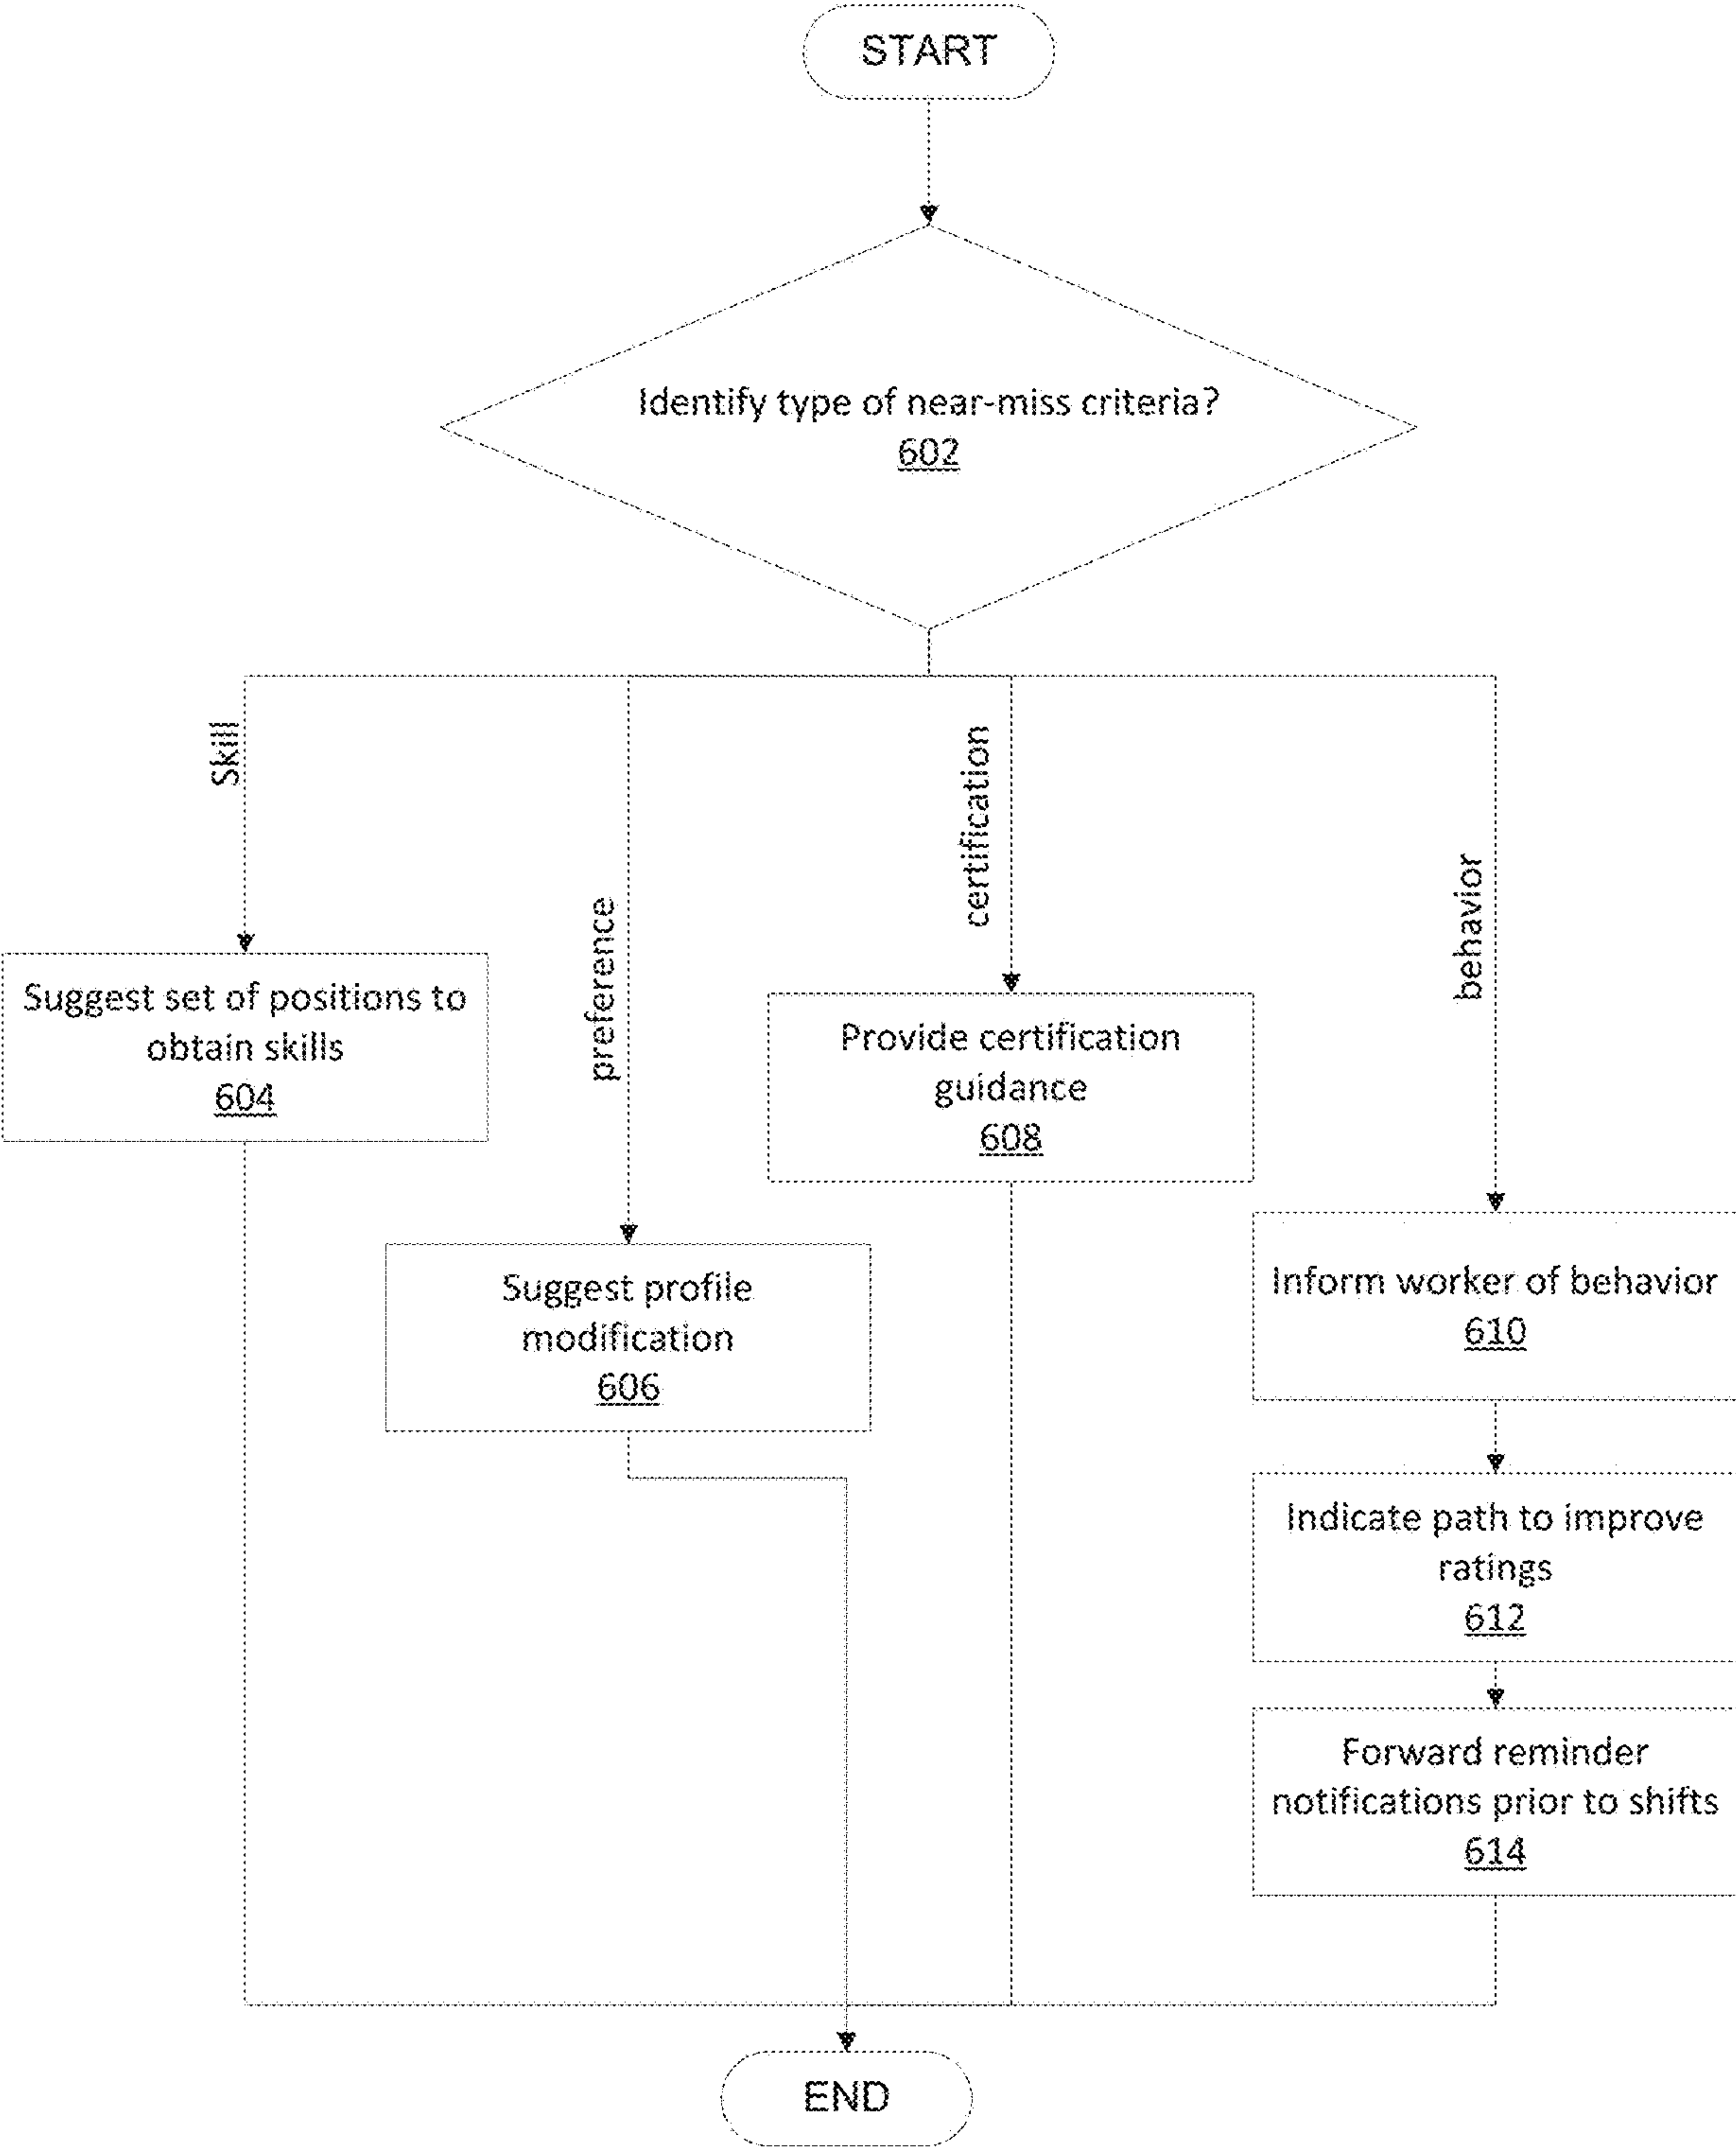 START
Identify type of near-miss criteria?
602
Skill
preference
certification
behavior
Suggest set of positions to
obtain skills
604
Provide certification
guidance
608
Suggest profile
modification
606
Inform worker of behavior
610
Indicate path to improve
ratings
612
Forward reminder
notifications prior to shifts
614
END